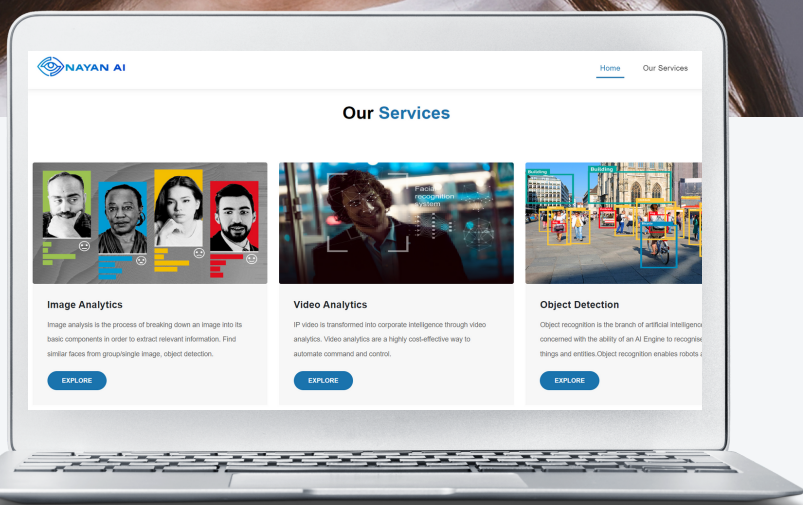 NAYAN AI
Home Our Services
Our Services
Facial
recognition
system
Building
Building
Image Analytics
Image analysis is the process of breaking down an image into its
basic components in order to extract relevant information. Find
similar faces from group/single image, object detection.
EXPLORE
Video Analytics
IP video is transformed into corporate intelligence through video
analytics. Video analytics are a highly cost-effective way to
automate command and control.
EXPLORE
Object Detection
Object recognition is the branch of artificial intelligence
concerned with the ability of an AI Engine to recognise
things and entities.Object recognition enables robots
EXPLORE